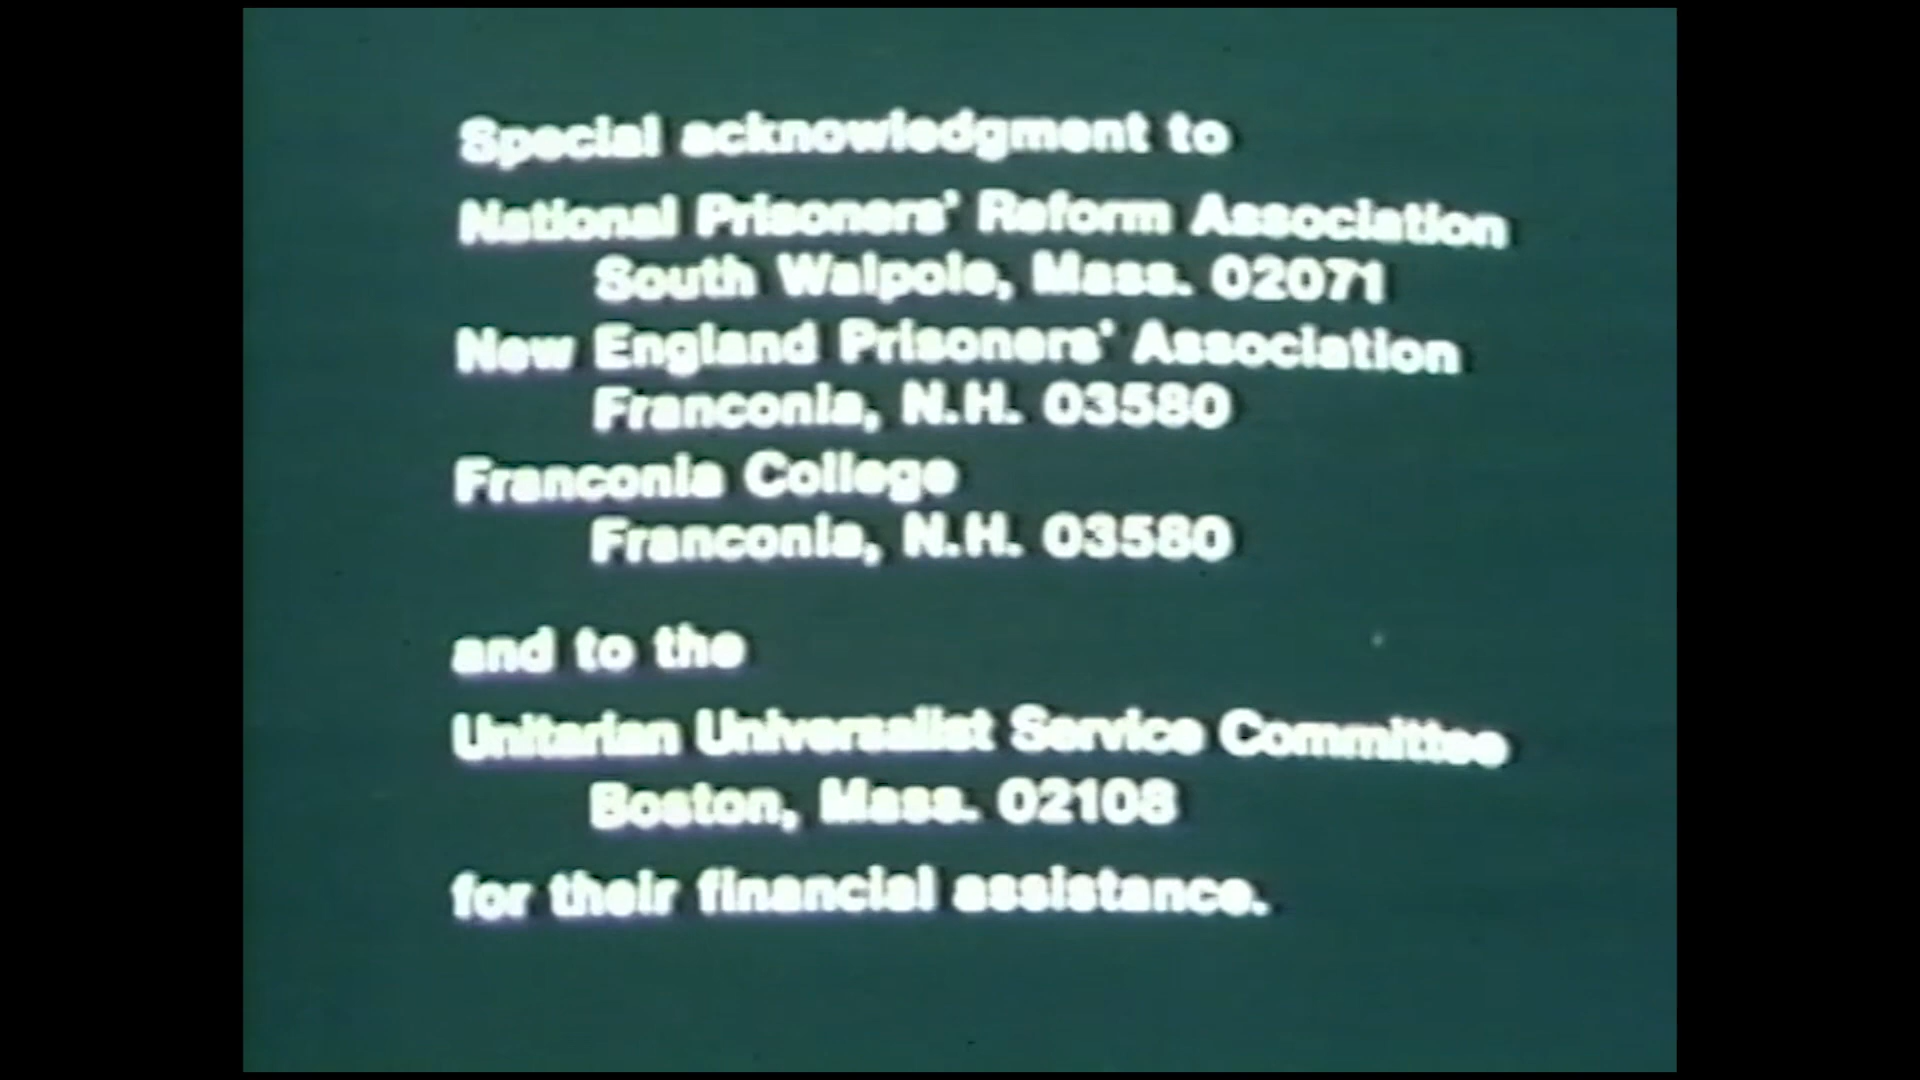 Special acknowledgment to
National Prisoners' Reform Association
South Walpole, Mass. 02071
New England Prisoners' Association
Franconia, N.H. 03580
Franconia College
Franconia, N.H. 03580
and to the
Unitarian Universalist Service Committee
Boston, Mass. 02108
for their financial assistance.